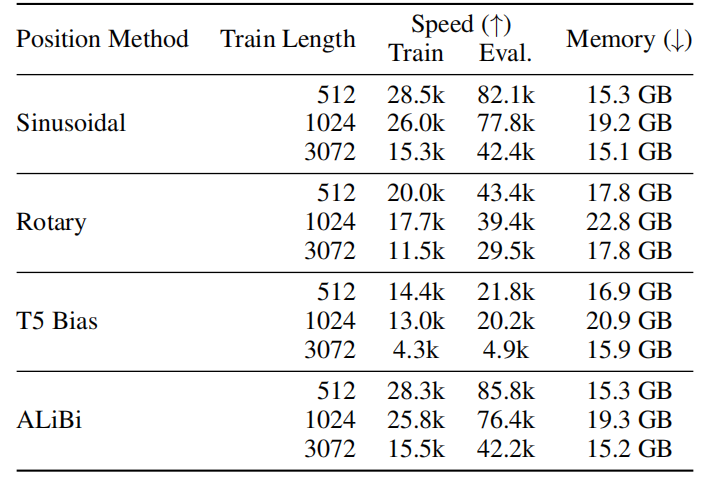 Position Method Train Length Speed (↑) Memory (↓)
Train Eval.
512 28.5k 82.1k 15.3 GB
Sinusoidal 1024 26.0k 77.8k 19.2 GB
3072 15.3k 42.4k 15.1 GB
512 20.0k 43.4k 17.8 GB
Rotary 1024 17.7k 39.4k 22.8 GB
3072 11.5k 29.5k 17.8 GB
512 14.4k 21.8k 16.9 GB
T5 Bias 1024 13.0k 20.2k 20.9 GB
3072 4.3k 4.9k 15.9 GB
512 28.3k 85.8k 15.3 GB
ALiBi 1024 25.8k 76.4k 19.3 GB
3072 15.5k 42.2k 15.2 GB